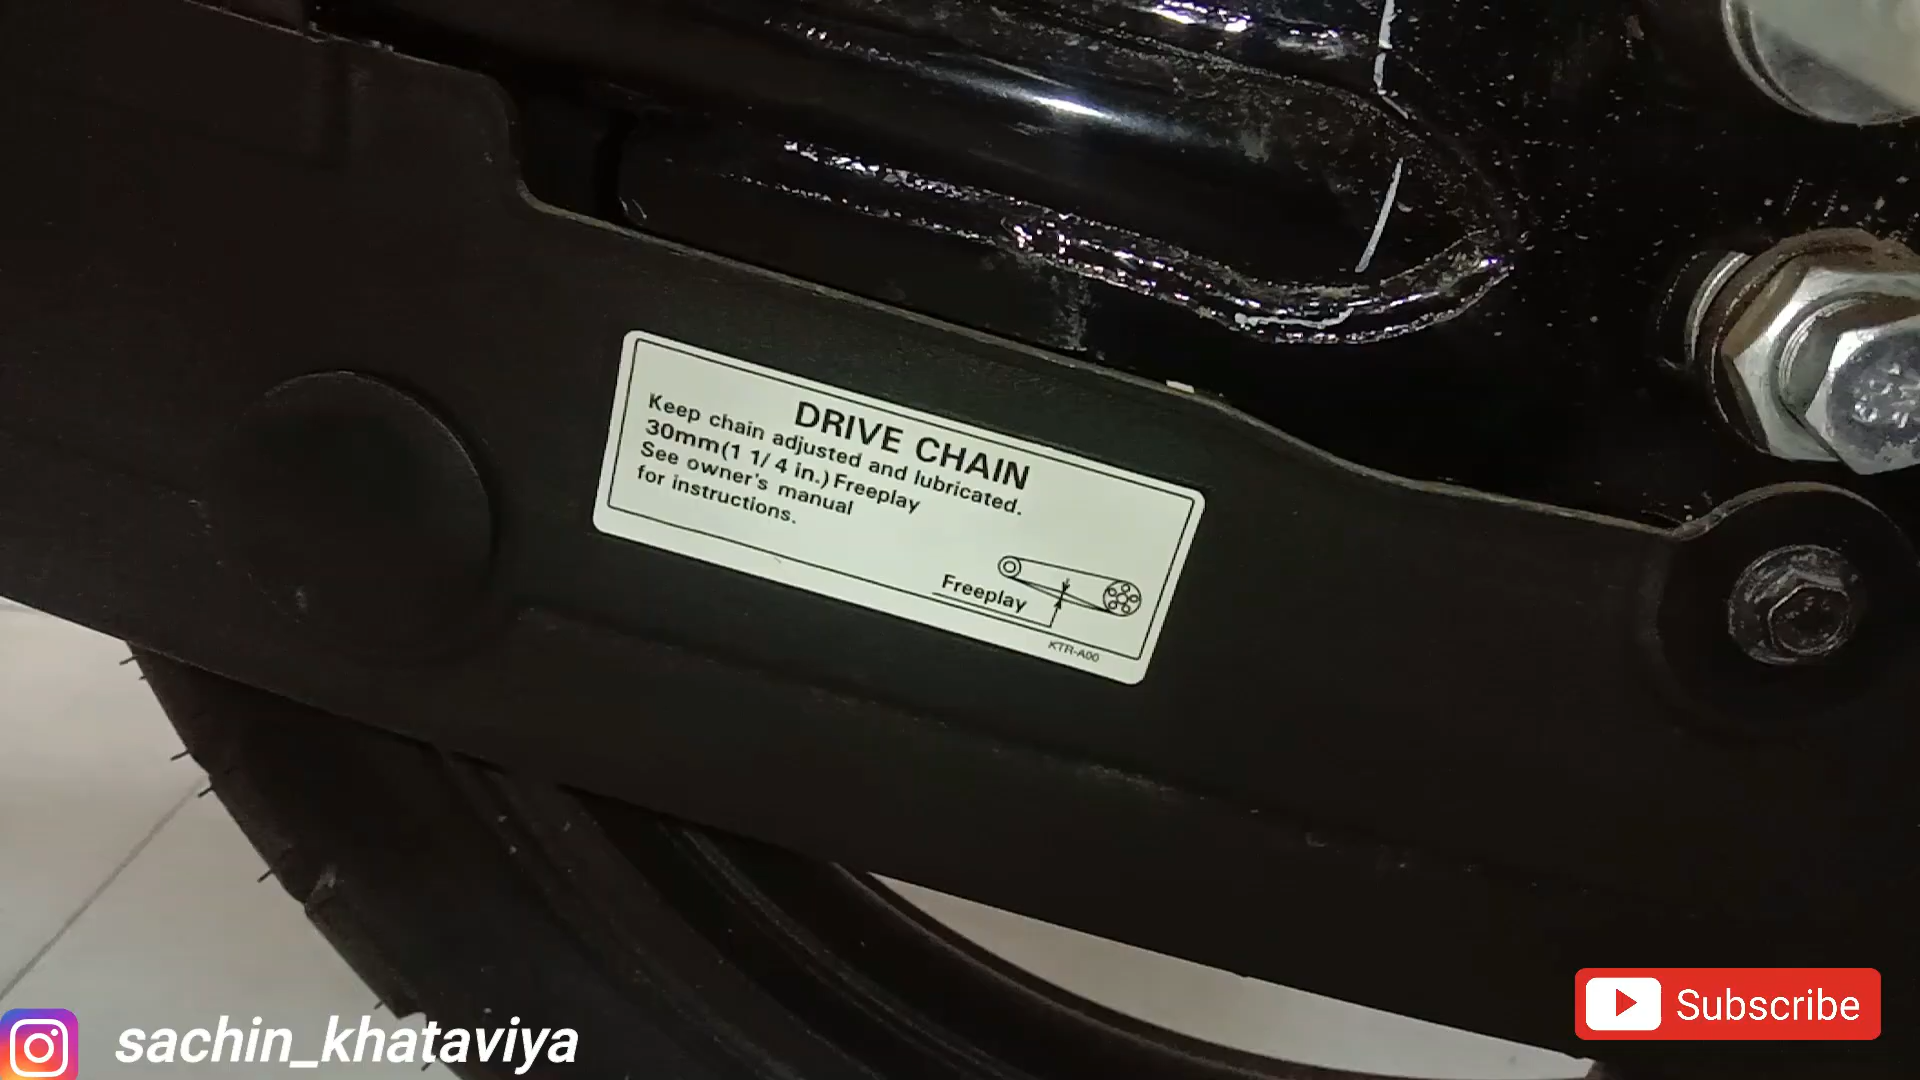 DRIVE CHAIN
Keep chain adjusted and lubricated.
30mm(1 1/4 in.) Freeplay
See owner's manual
for instructions.
Freeplay
KTR-A00
sachin_khataviya
Subscribe